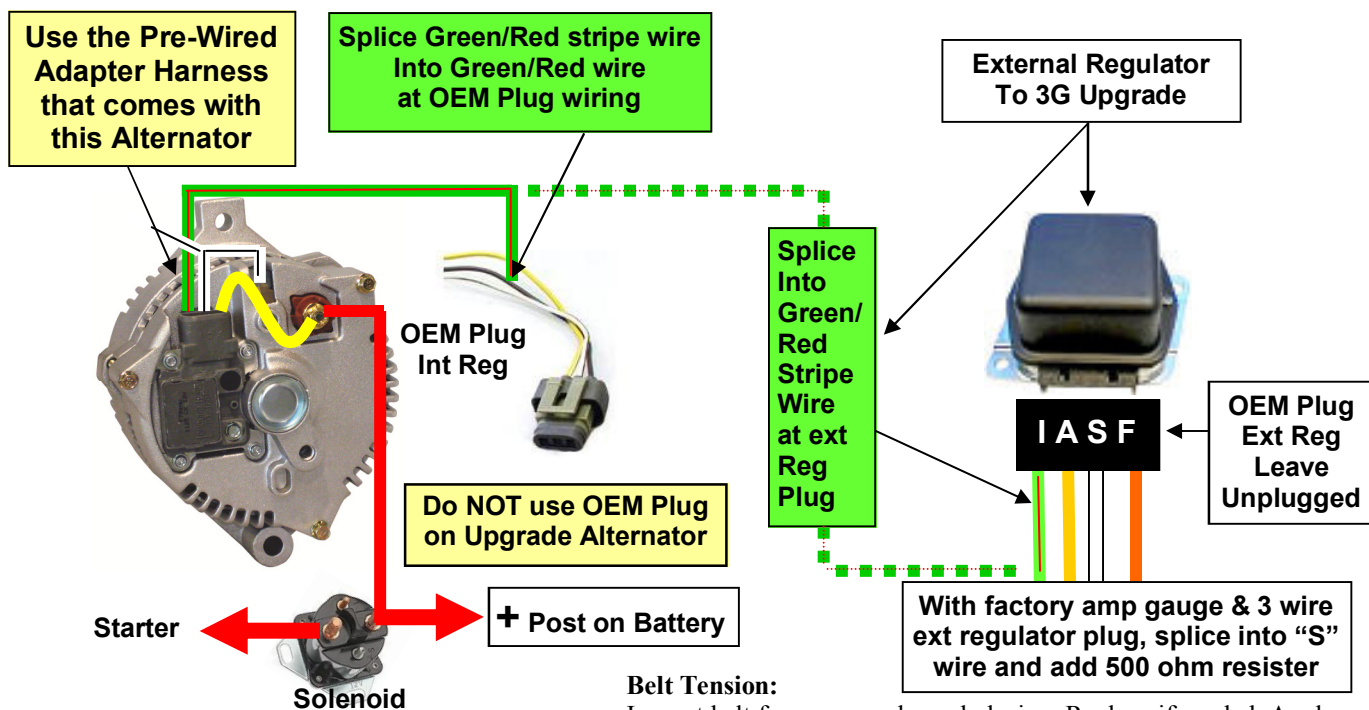 Use the Pre-Wired
Adapter Harness
that comes with
this Alternator
Splice Green/Red stripe wire
Into Green/Red wire
at OEM Plug wiring
External Regulator
To 3G Upgrade
OEM Plug
Int Reg
Splice
Into
Green/
Red
Stripe
Wire
at ext
Reg
Plug
I A S F
OEM Plug
Ext Reg
Leave
Unplugged
Do NOT use OEM Plug
on Upgrade Alternator
Starter
+ Post on Battery
Solenoid
With factory amp gauge & 3 wire
ext regulator plug, splice into “S”
wire and add 500 ohm resister
Belt Tension: